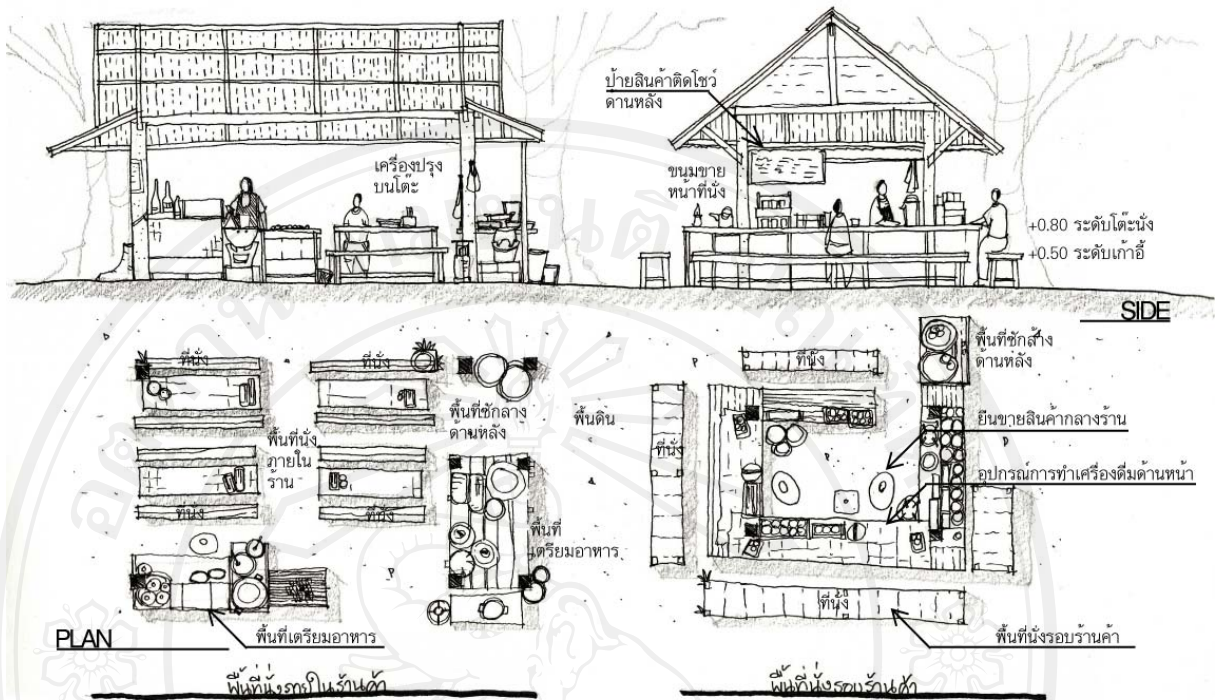 ป้ายสินค้าติดโชว์
ด้านหลัง
เครื่องปรุง
บนโต๊ะ
ขนมขาย
หน้าที่นั่ง
+0.80 ระดับโต๊ะนั่ง
+0.50 ระดับเก้าอี้
SIDE
ที่นั่ง
ที่นั่ง
พื้นที่ซักล้าง
ด้านหลัง
พื้นดิน
พื้นที่นั่ง
ภายใน
ร้าน
ที่นั่ง
ที่นั่ง
พื้นที่
เตรียมอาหาร
PLAN
พื้นที่เตรียมอาหาร
พื้นที่นั่งภายในร้านค้า
ที่นั่ง
พื้นที่ซักล้าง
ด้านหลัง
ยืนขายสินค้ากลางร้าน
ที่นั่ง
อุปกรณ์การทำเครื่องดื่มด้านหน้า
ที่นั่ง
พื้นที่นั่งรอบร้านค้า
พื้นที่นั่งรอบร้านค้า